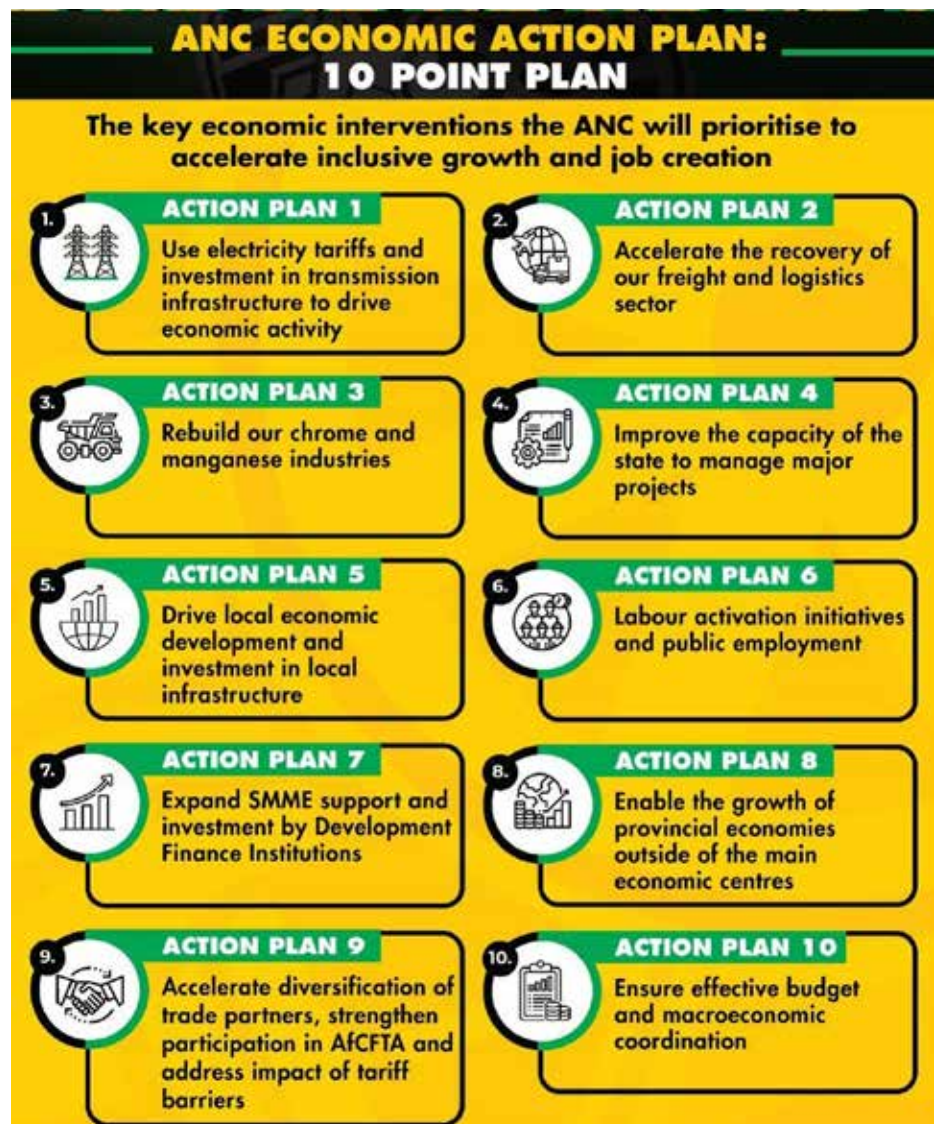 ANC ECONOMIC ACTION PLAN:
10 POINT PLAN
The key economic interventions the ANC will prioritise to
accelerate inclusive growth and job creation
1.
ACTION PLAN 1
Use electricity tariffs and
investment in transmission
infrastructure to drive
economic activity
2.
ACTION PLAN 2
Accelerate the recovery of
our freight and logistics
sector
3.
ACTION PLAN 3
Rebuild our chrome and
manganese industries
4.
ACTION PLAN 4
Improve the capacity of the
state to manage major
projects
5.
ACTION PLAN 5
Drive local economic
development and
investment in local
infrastructure
6.
ACTION PLAN 6
Labour activation initiatives
and public employment
7.
ACTION PLAN 7
Expand SMME support and
investment by Development
Finance Institutions
8.
ACTION PLAN 8
Enable the growth of
provincial economies
outside of the main
economic centres
9.
ACTION PLAN 9
Accelerate diversification of
trade partners, strengthen
participation in AfCFTA and
address impact of tariff
barriers
10.
ACTION PLAN 10
Ensure effective budget
and macroeconomic
coordination